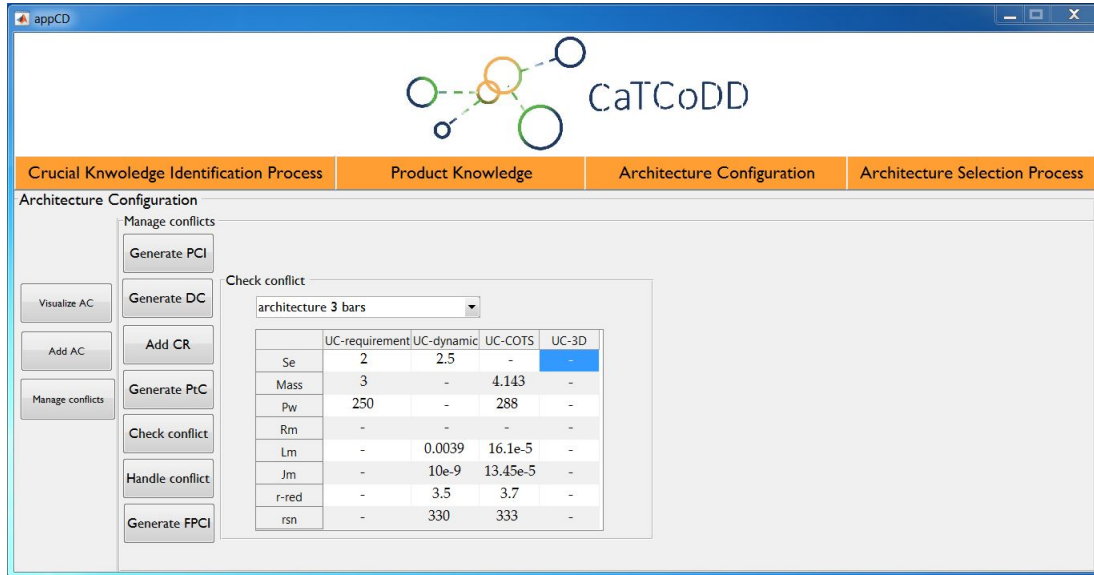 appCD
CaTCoDD
Crucial Knwoledge Identification Process Product Knowledge Architecture Configuration Architecture Selection Process
Architecture Configuration
Manage conflicts
Generate PCI
Check conflict
Visualize AC Generate DC architecture 3 bars
Add AC Add CR UC-requirement UC-dynamic UC-COTS UC-3D
Se 2 2.5 - -
Manage conflicts Generate PtC Mass 3 - 4.143 -
Pw 250 - 288 -
Check conflict Rm - - - -
Lm - 0.0039 16.1e-5 -
Handle conflict Jm - 10e-9 13.45e-5 -
r-red - 3.5 3.7 -
Generate FPCI rsn - 330 333 -